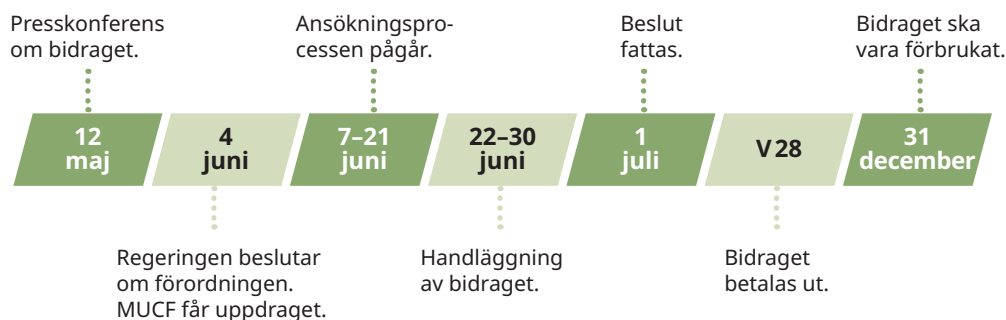 Presskonferens
om bidraget.
Ansökningspro-
cessen pågår.
Beslut
fattas.
Bidraget ska
vara förbrukat.
12
maj
4
juni
7–21
juni
22–30
juni
1
juli
V 28
31
december
Regeringen beslutar
om förordningen.
MUCF får uppdraget.
Handläggning
av bidraget.
Bidraget
betalas ut.